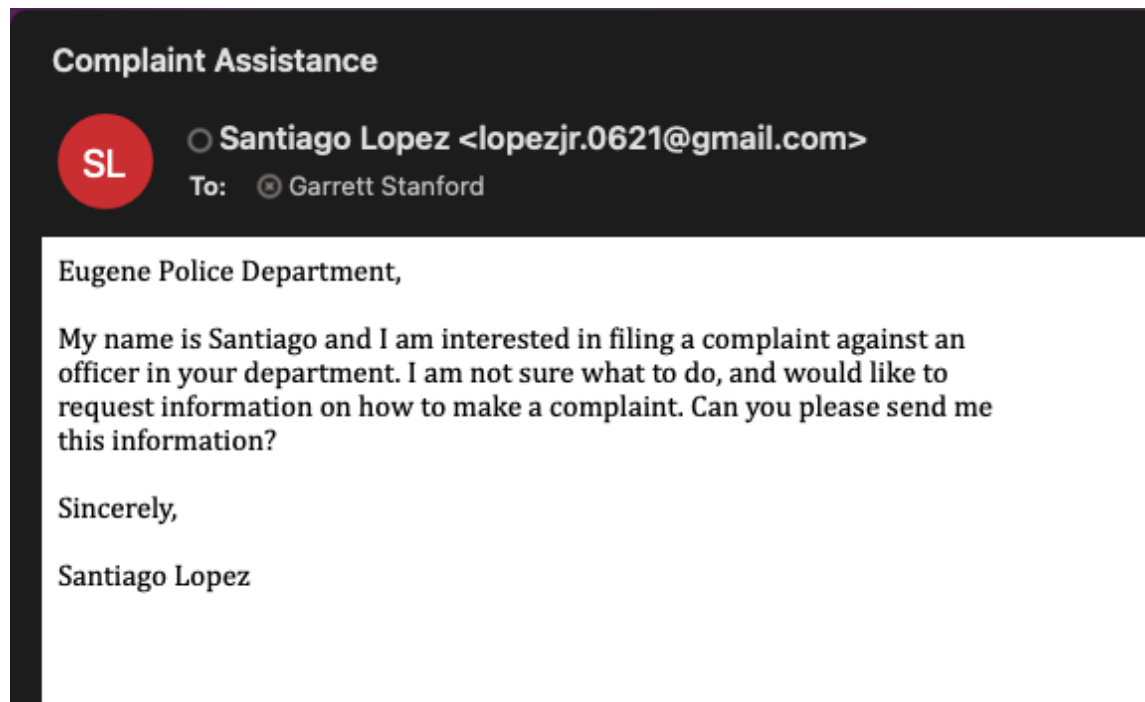 Complaint Assistance
SL
Santiago Lopez <lopezjr.0621@gmail.com>
To: Garrett Stanford
Eugene Police Department,
My name is Santiago and I am interested in filing a complaint against an
officer in your department. I am not sure what to do, and would like to
request information on how to make a complaint. Can you please send me
this information?
Sincerely,
Santiago Lopez